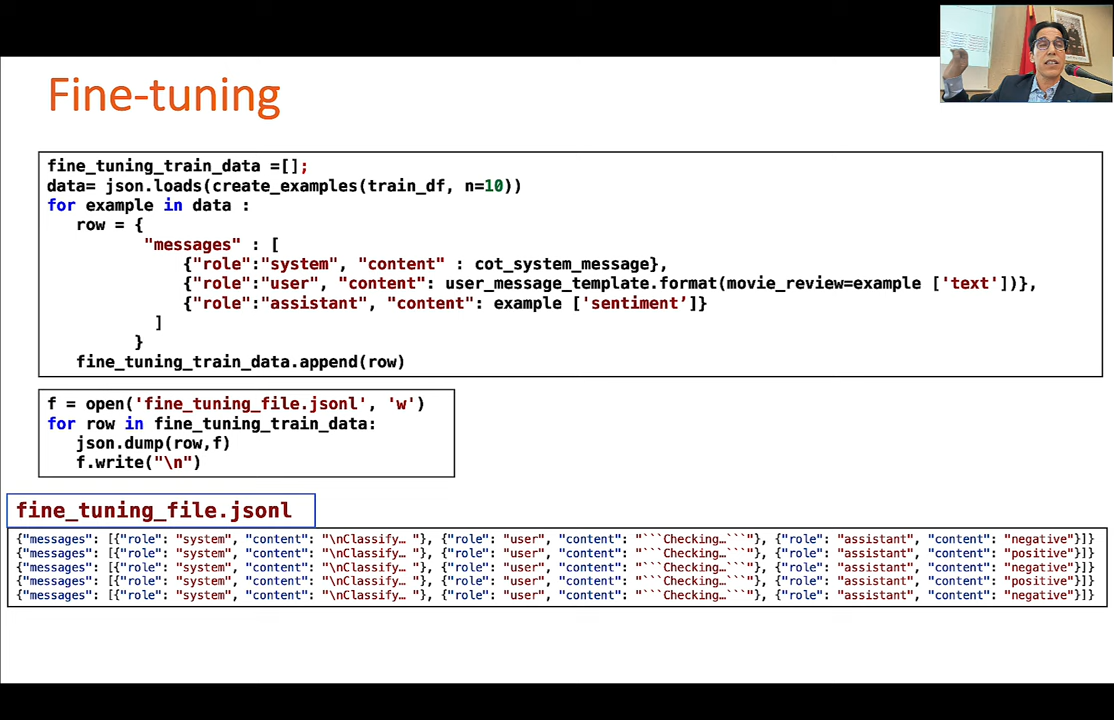 Fine-tuning
fine_tuning_train_data =[];
data= json.loads(create_examples(train_df, n=10))
for example in data :
row = {
"messages" : [
{"role":"system", "content" : cot_system_message},
{"role":"user", "content": user_message_template.format(movie_review=example ['text'])},
{"role":"assistant", "content": example ['sentiment’]}
]
}
fine_tuning_train_data.append(row)
f = open('fine_tuning_file.jsonl', 'w')
for row in fine_tuning_train_data:
json.dump(row,f)
f.write("\n")
fine_tuning_file.jsonl
{"messages": [{"role": "system", "content": "\nClassify… "}, {"role": "user", "content": "```Checking…```"}, {"role": "assistant", "content": "negative"}]}
{"messages": [{"role": "system", "content": "\nClassify… "}, {"role": "user", "content": "```Checking…```"}, {"role": "assistant", "content": "positive"}]}
{"messages": [{"role": "system", "content": "\nClassify… "}, {"role": "user", "content": "```Checking…```"}, {"role": "assistant", "content": "negative"}]}
{"messages": [{"role": "system", "content": "\nClassify… "}, {"role": "user", "content": "```Checking…```"}, {"role": "assistant", "content": "positive"}]}
{"messages": [{"role": "system", "content": "\nClassify… "}, {"role": "user", "content": "```Checking…```"}, {"role": "assistant", "content": "negative"}]}